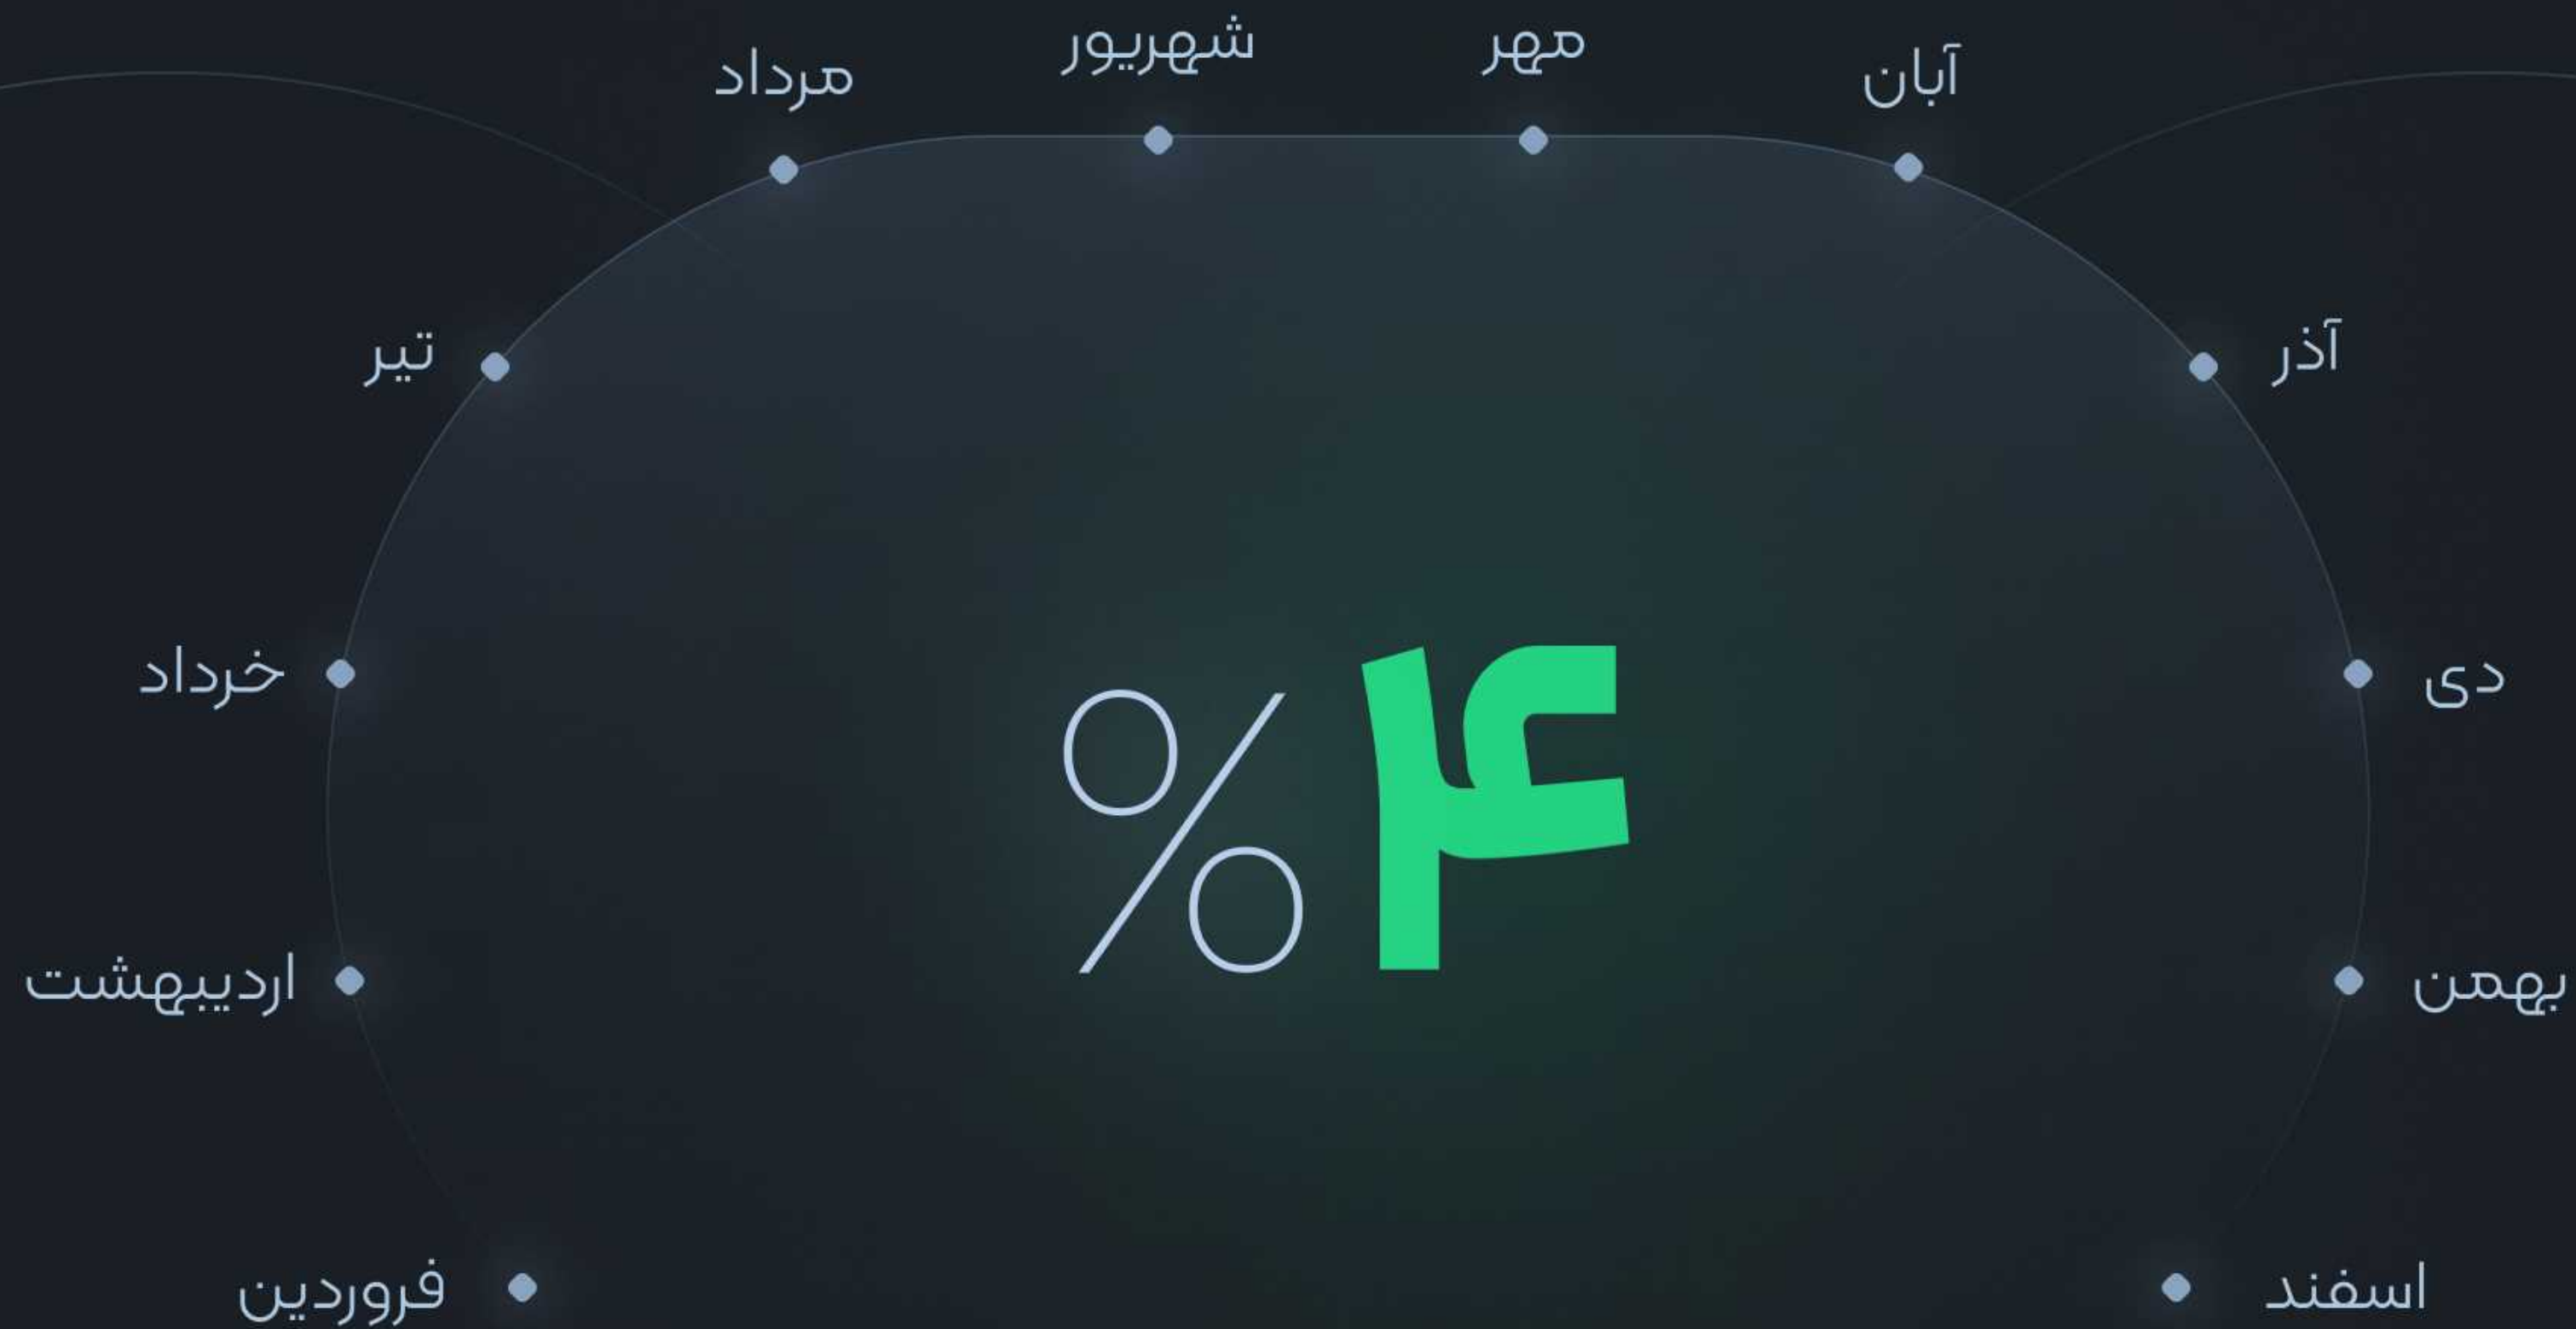 شهریور
مهر
آبان
مرداد
آذر
تیر
دی
خرداد
۴%
بهمن
اردیبهشت
اسفند
فروردین